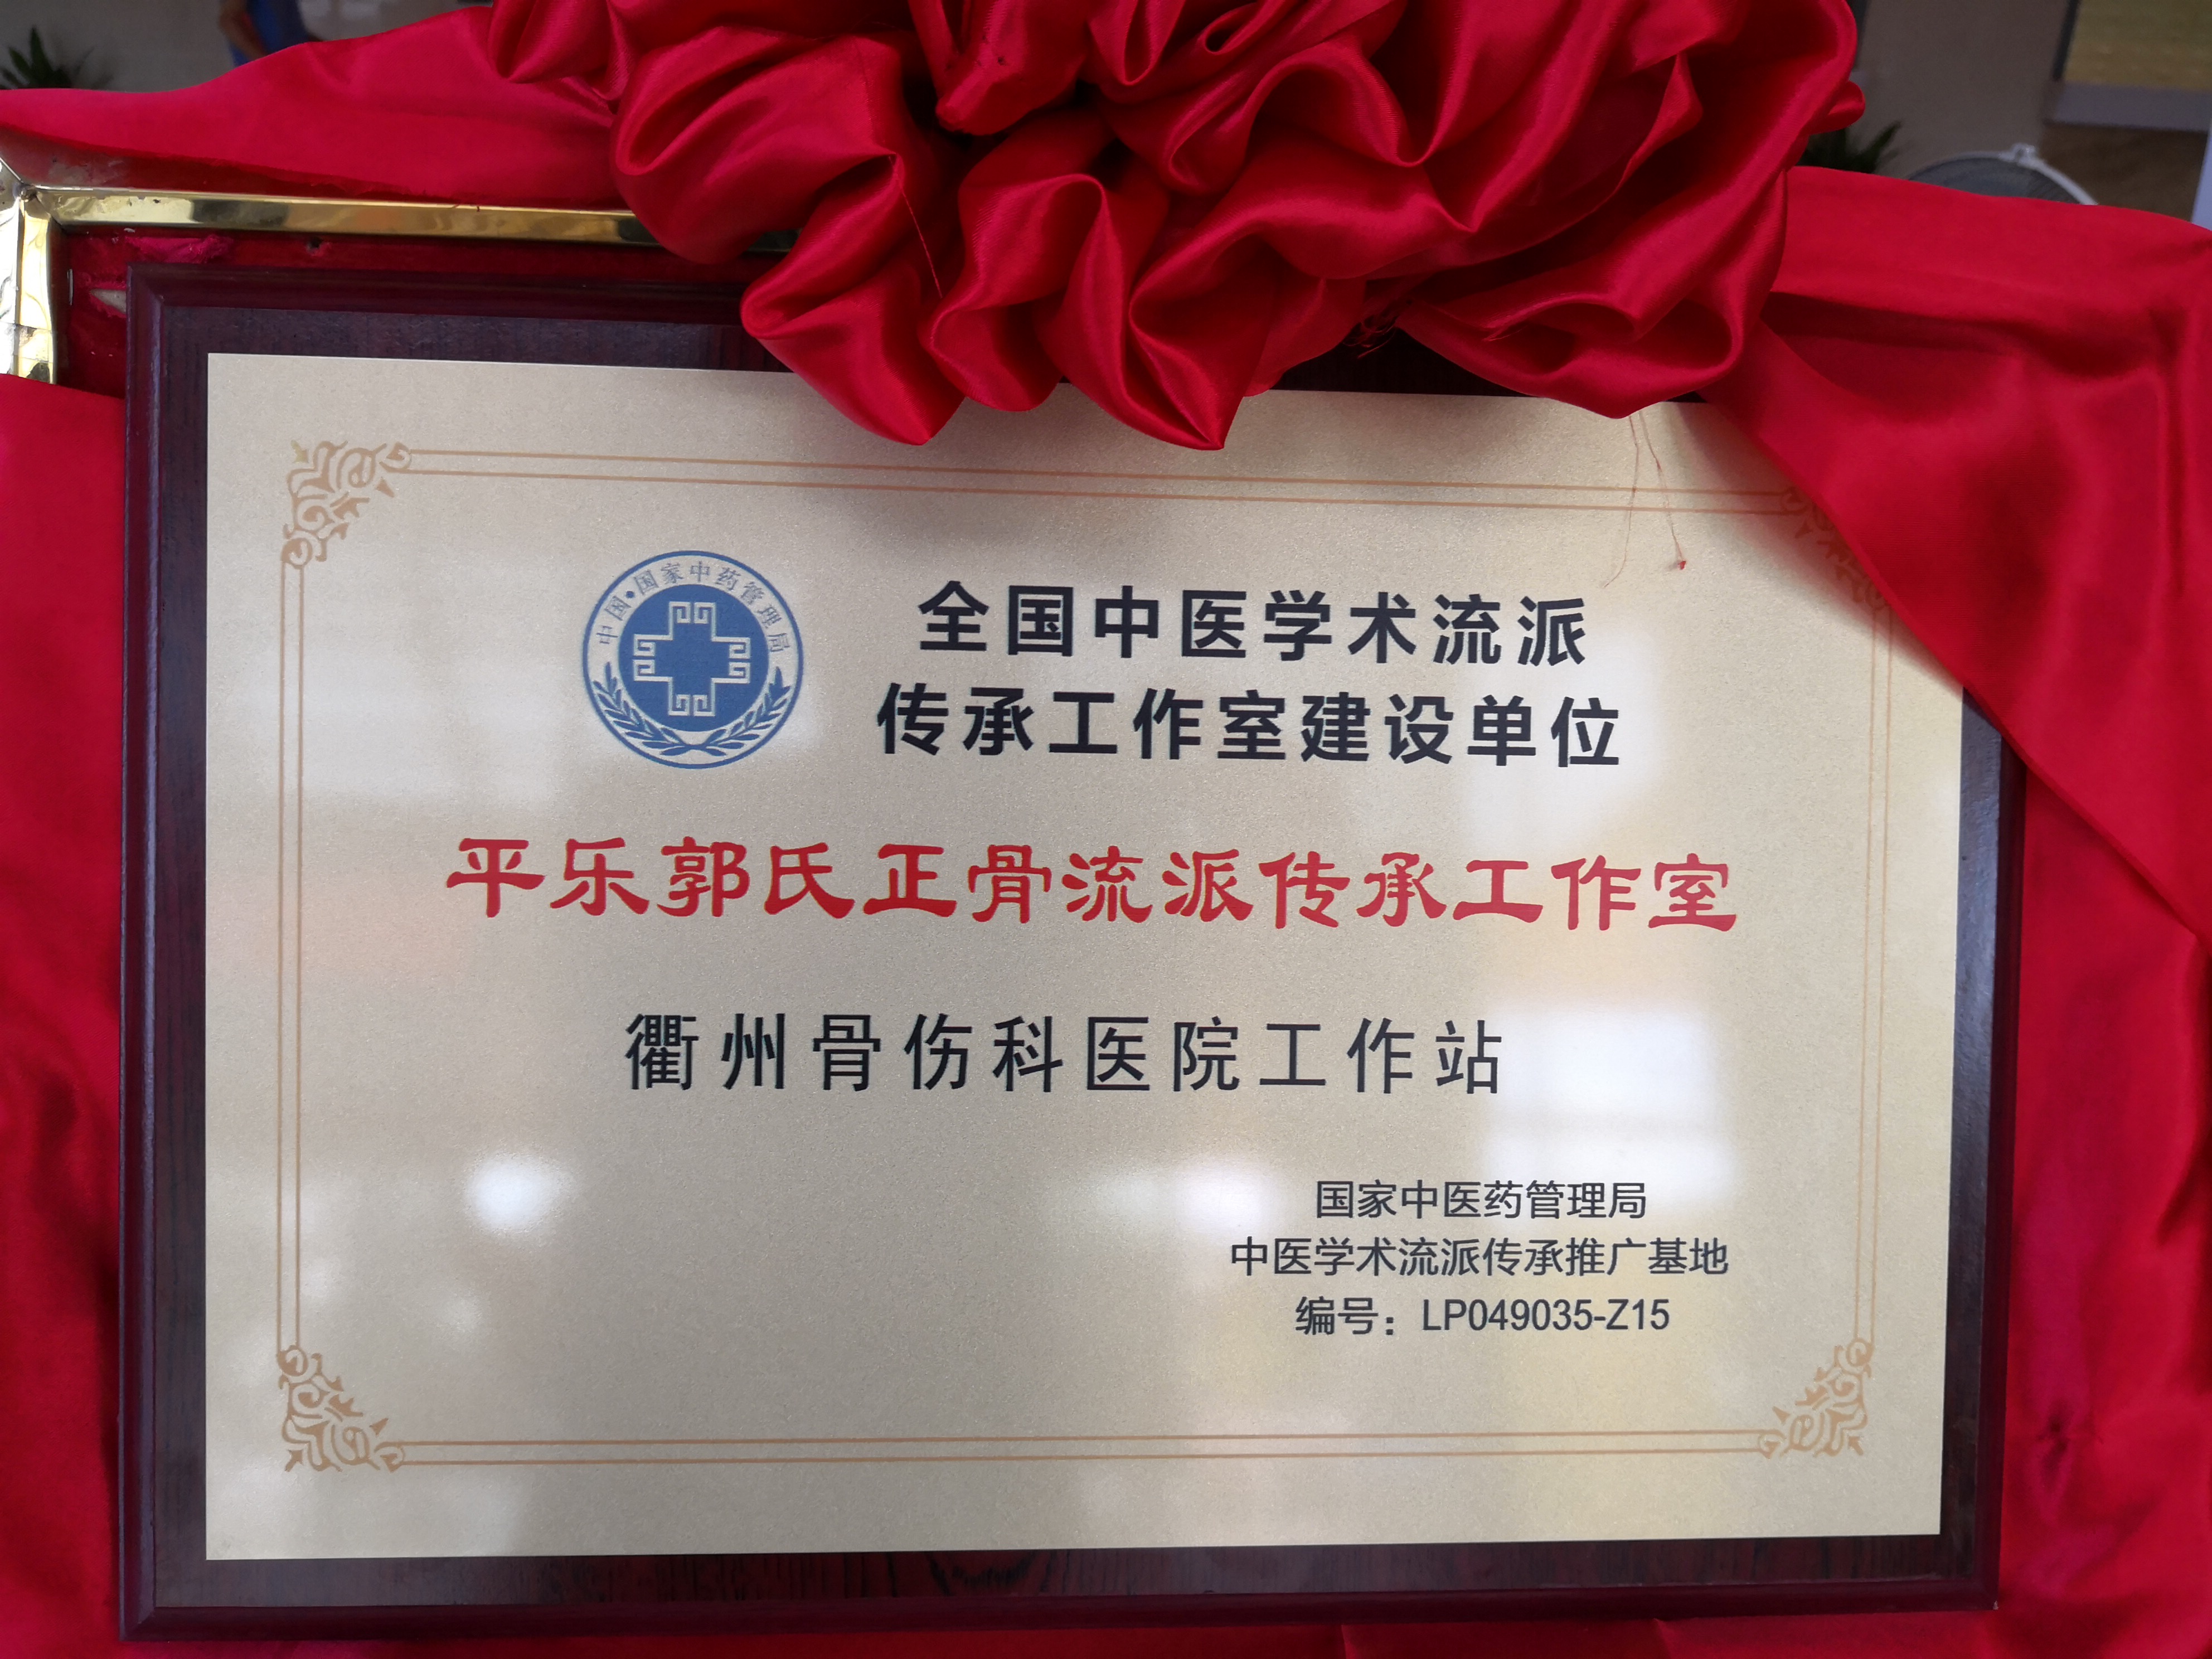 中国·国家中药管理局
全国中医学术流派
传承工作室建设单位
平乐郭氏正骨流派传承工作室
衢州骨伤科医院工作站
国家中医药管理局
中医学术流派传承推广基地
编号：LP049035-Z15